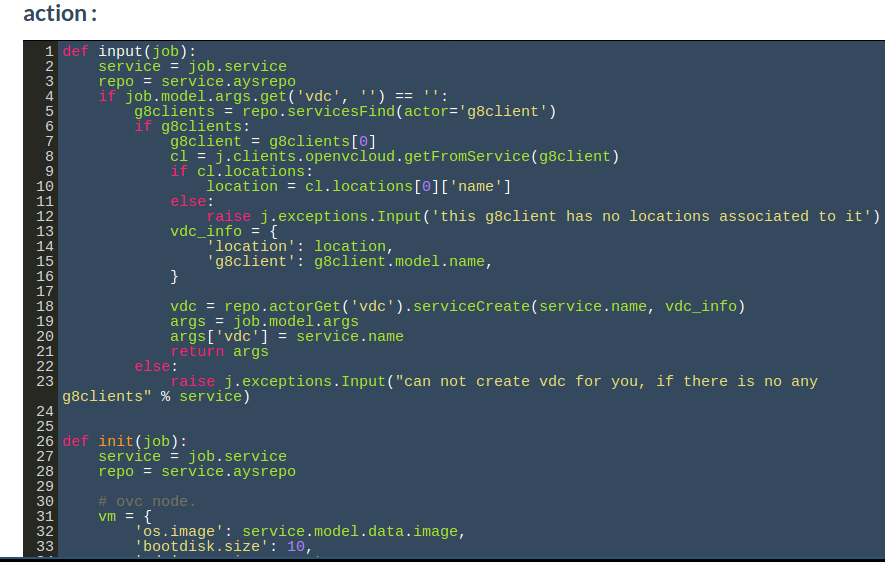 action :
1 def input(job):
2     service = job.service
3     repo = service.aysrepo
4     if job.model.args.get('vdc', '') == '':
5         g8clients = repo.servicesFind(actor='g8client')
6         if g8clients:
7             g8client = g8clients[0]
8             cl = j.clients.openvcloud.getFromService(g8client)
9             if cl.locations:
10                 location = cl.locations[0]['name']
11             else:
12                 raise j.exceptions.Input('this g8client has no locations associated to it')
13             vdc_info = {
14                 'location': location,
15                 'g8client': g8client.model.name,
16             }
17
18             vdc = repo.actorGet('vdc').serviceCreate(service.name, vdc_info)
19             args = job.model.args
20             args['vdc'] = service.name
21             return args
22         else:
23             raise j.exceptions.Input("can not create vdc for you, if there is no any
g8clients" % service)
24
25
26 def init(job):
27     service = job.service
28     repo = service.aysrepo
29
30     # ovc node.
31     vm = {
32         'os.image': service.model.data.image,
33         'bootdisk.size': 10,